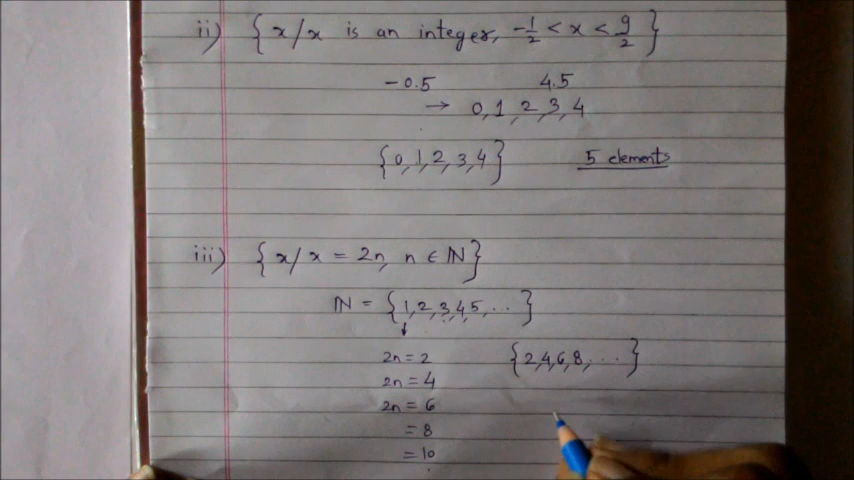 ii) { x/x is an integer, -1/2 < x < 9/2 }
-0.5 4.5
→ 0,1,2,3,4
{0,1,2,3,4} 5 elements
iii) { x/x = 2n, n ∈ ℕ }
ℕ = {1,2,3,4,5,...}
↓
2n = 2 {2,4,6,8,...}
2n = 4
2n = 6
= 8
= 10